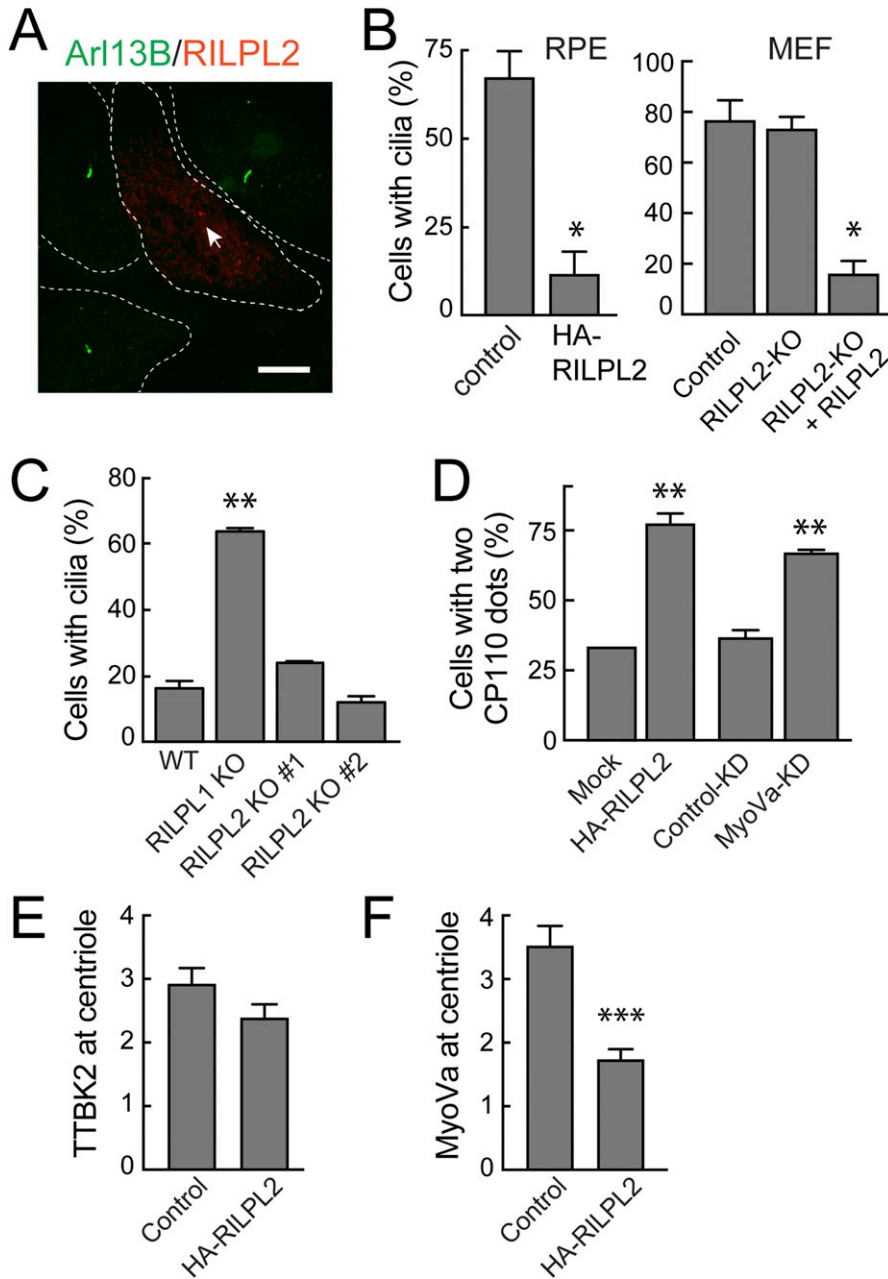 A
Arl13B/RILPL2
B
RPE
MEF
Cells with cilia (%)
75
50
25
0
control
HA-
RILPL2
*
100
80
60
40
20
0
Control
RILPL2-KO
RILPL2-KO
+ RILPL2
*
C
Cells with cilia (%)
80
60
40
20
0
WT
RILPL1 KO
RILPL2 KO #1
RILPL2 KO #2
**
D
Cells with two
CP110 dots (%)
75
50
25
0
Mock
HA-RILPL2
Control-KD
MyoVa-KD
**
**
E
TTBK2 at centriole
4
3
2
1
0
Control
HA-RILPL2
F
MyoVa at centriole
4
3
2
1
0
Control
HA-RILPL2
***